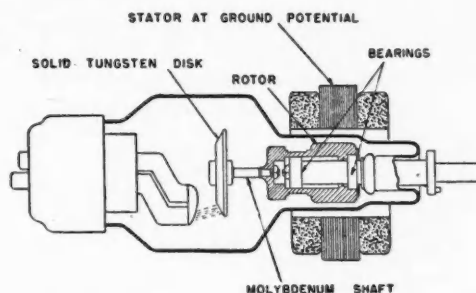 STATOR AT GROUND POTENTIAL
BEARINGS
SOLID TUNGSTEN DISK
ROTOR
MOLYBDENUM SHAFT